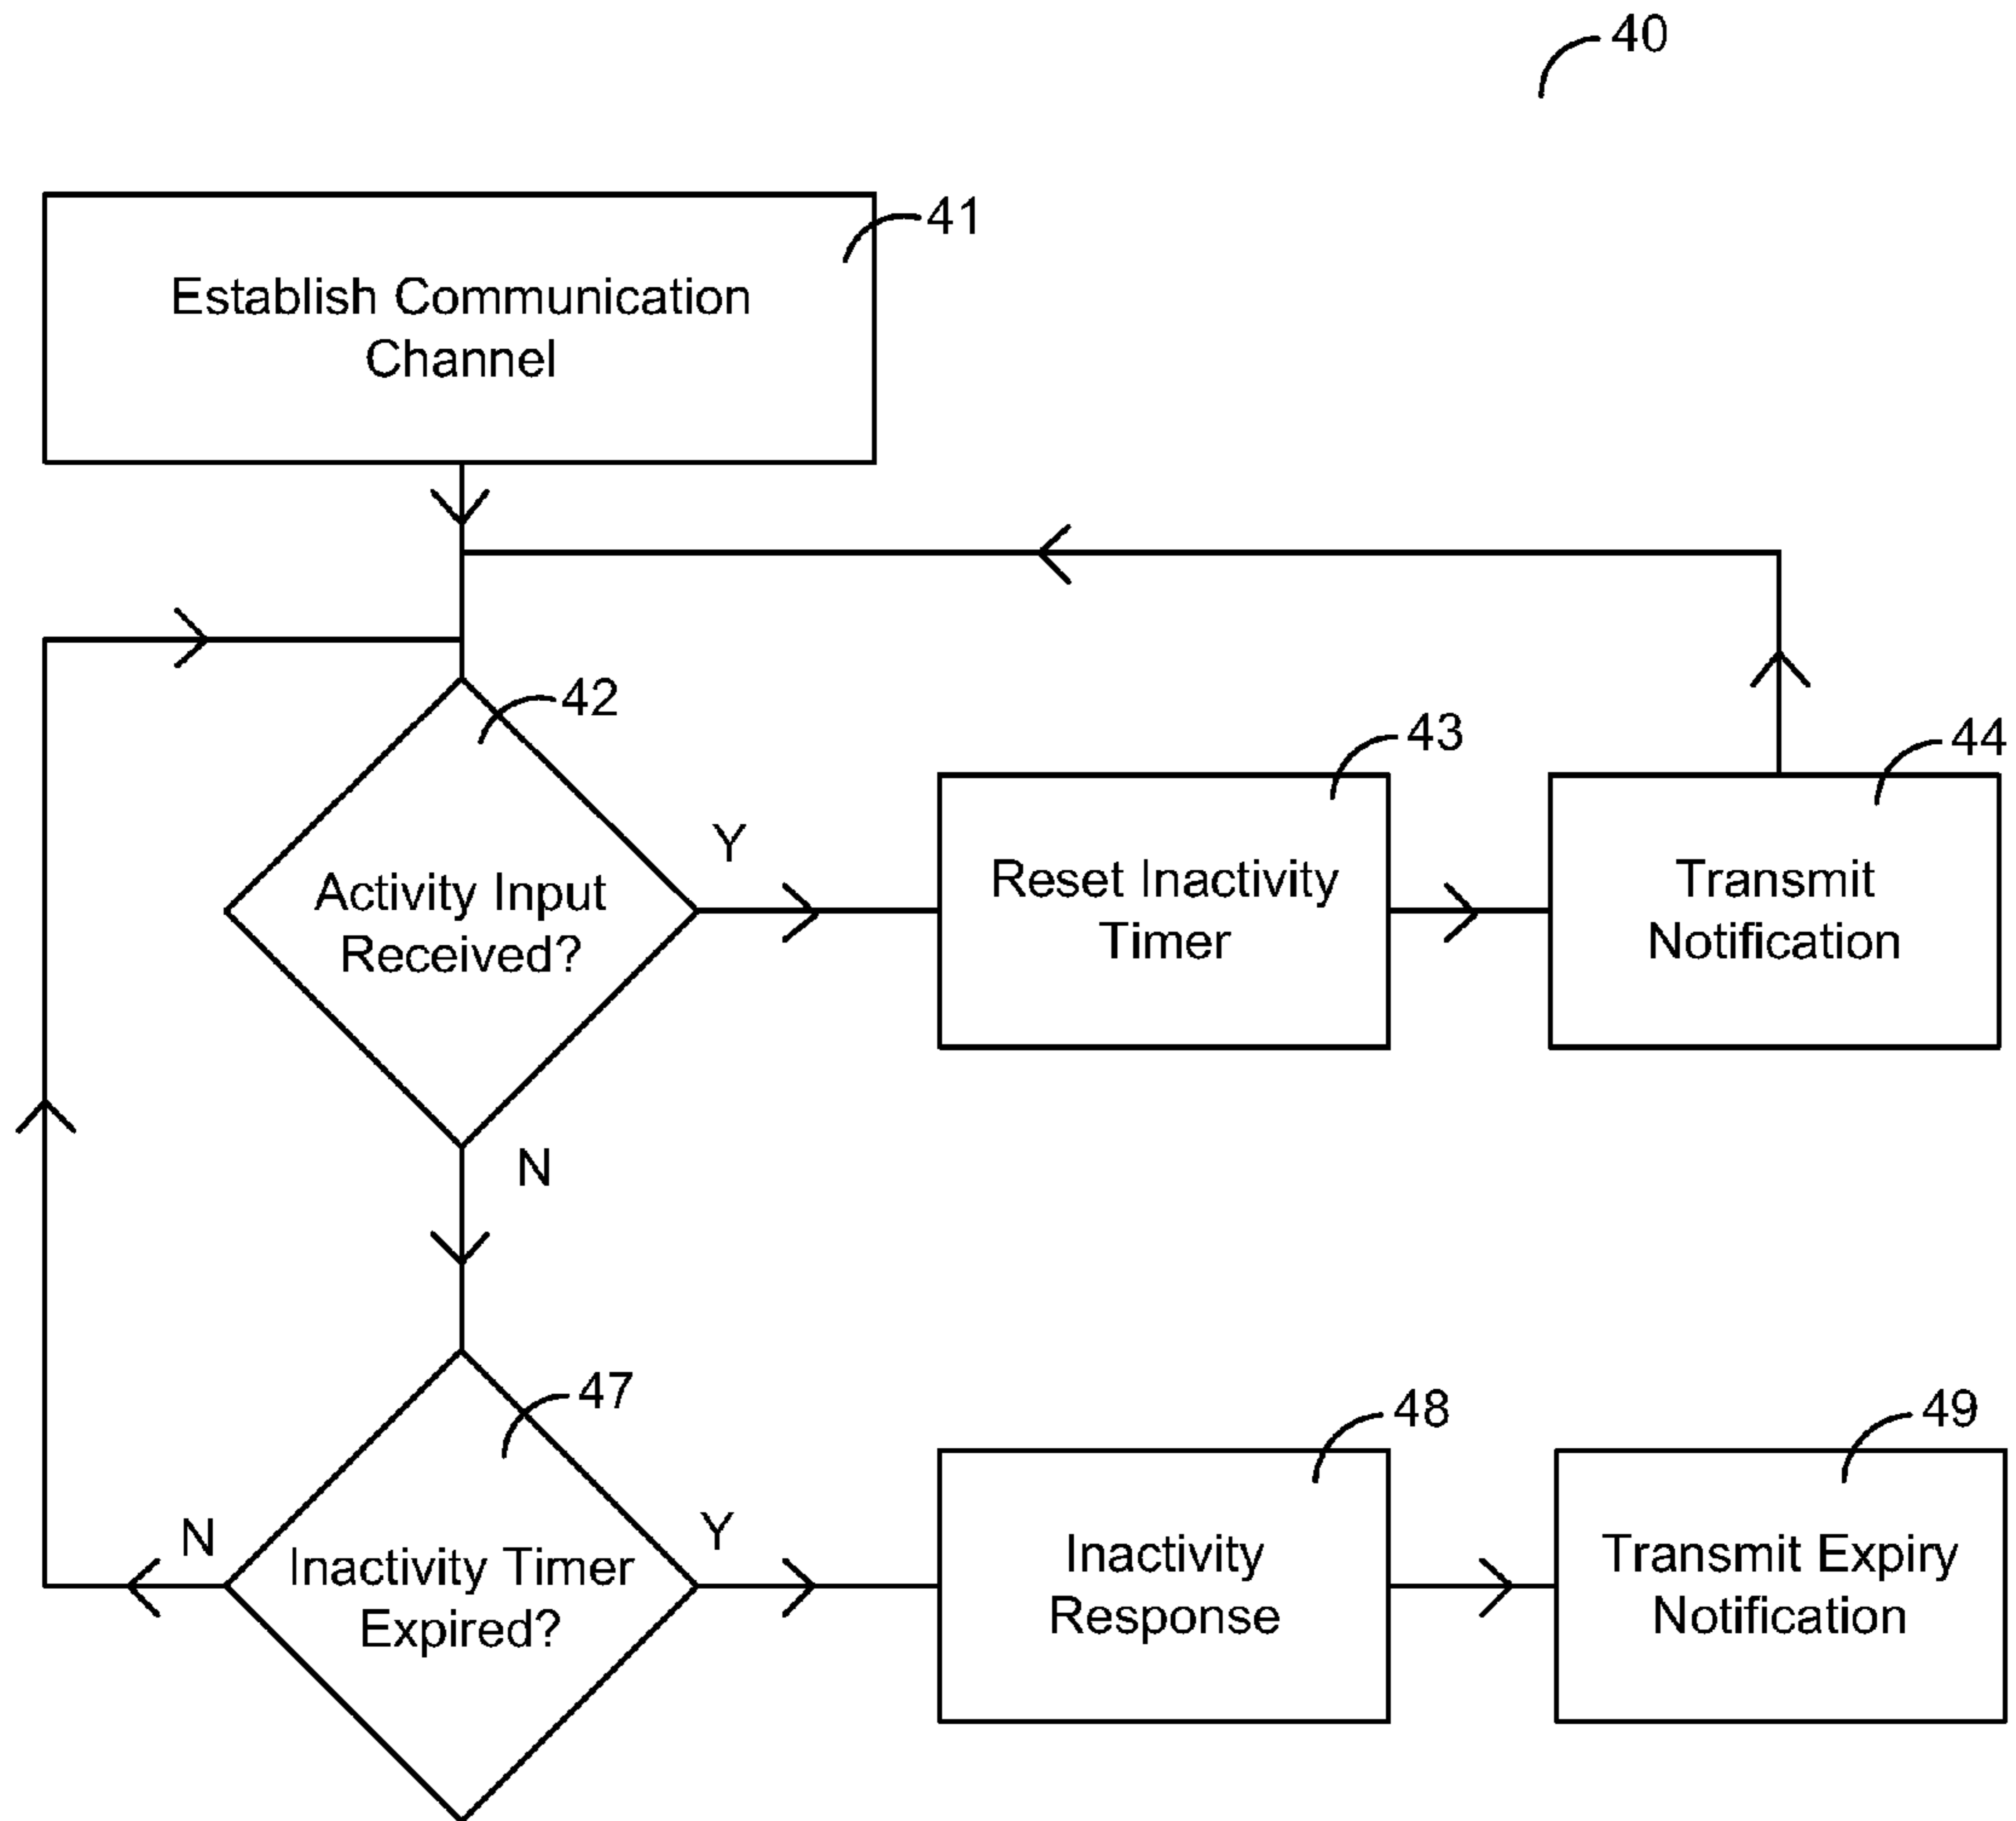 40
41
Establish Communication
Channel
42
43
44
Y
Activity Input
Received?
Reset Inactivity
Timer
Transmit
Notification
N
47
48
49
N
Y
Inactivity Timer
Expired?
Inactivity
Response
Transmit Expiry
Notification